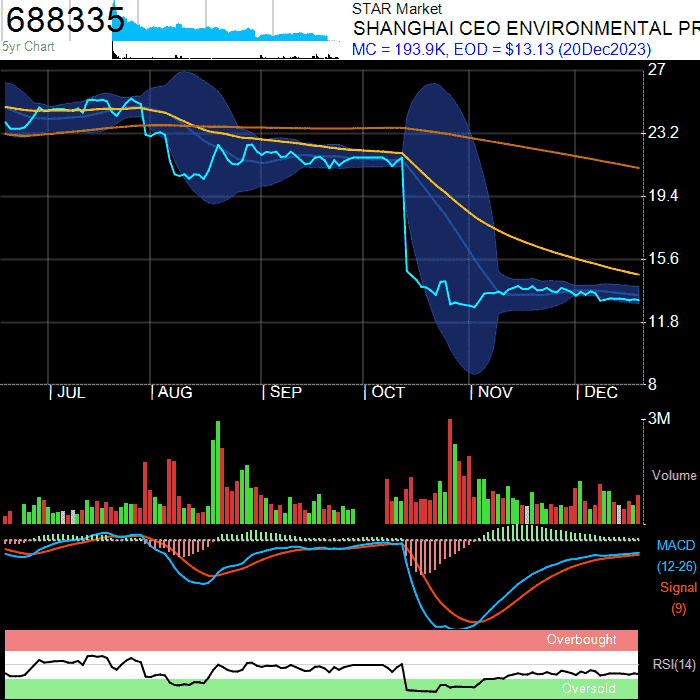 688335
5yr Chart
STAR Market
SHANGHAI CEO ENVIRONMENTAL PR
MC = 193.9K, EOD = $13.13 (20Dec2023)
27
23.2
19.4
15.6
11.8
8
| JUL | AUG | SEP | OCT | NOV | DEC
3M
Volume
MACD
(12-26)
Signal
(9)
Overbought
RSI(14)
Oversold